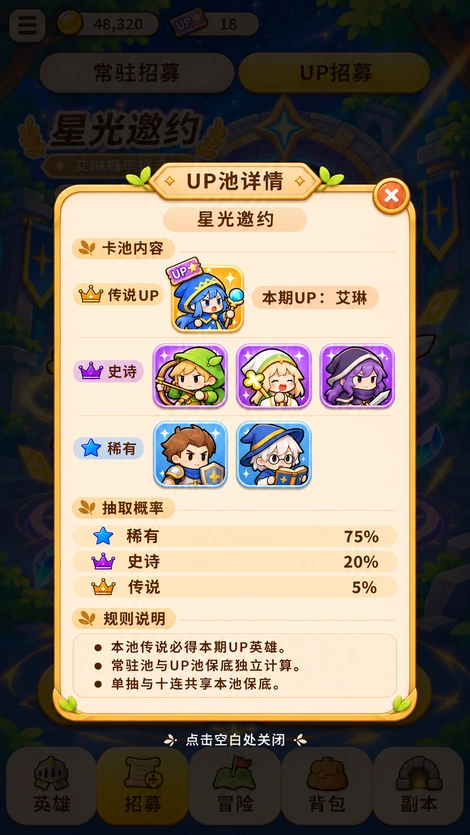 48,320
UP
18
常驻招募
UP招募
星光邀约
UP池详情
星光邀约
卡池内容
传说UP
UP
本期UP：艾琳
史诗
稀有
抽取概率
稀有 75%
史诗 20%
传说 5%
规则说明
● 本池传说必得本期UP英雄。
● 常驻池与UP池保底独立计算。
● 单抽与十连共享本池保底。
点击空白处关闭
英雄
招募
冒险
背包
副本